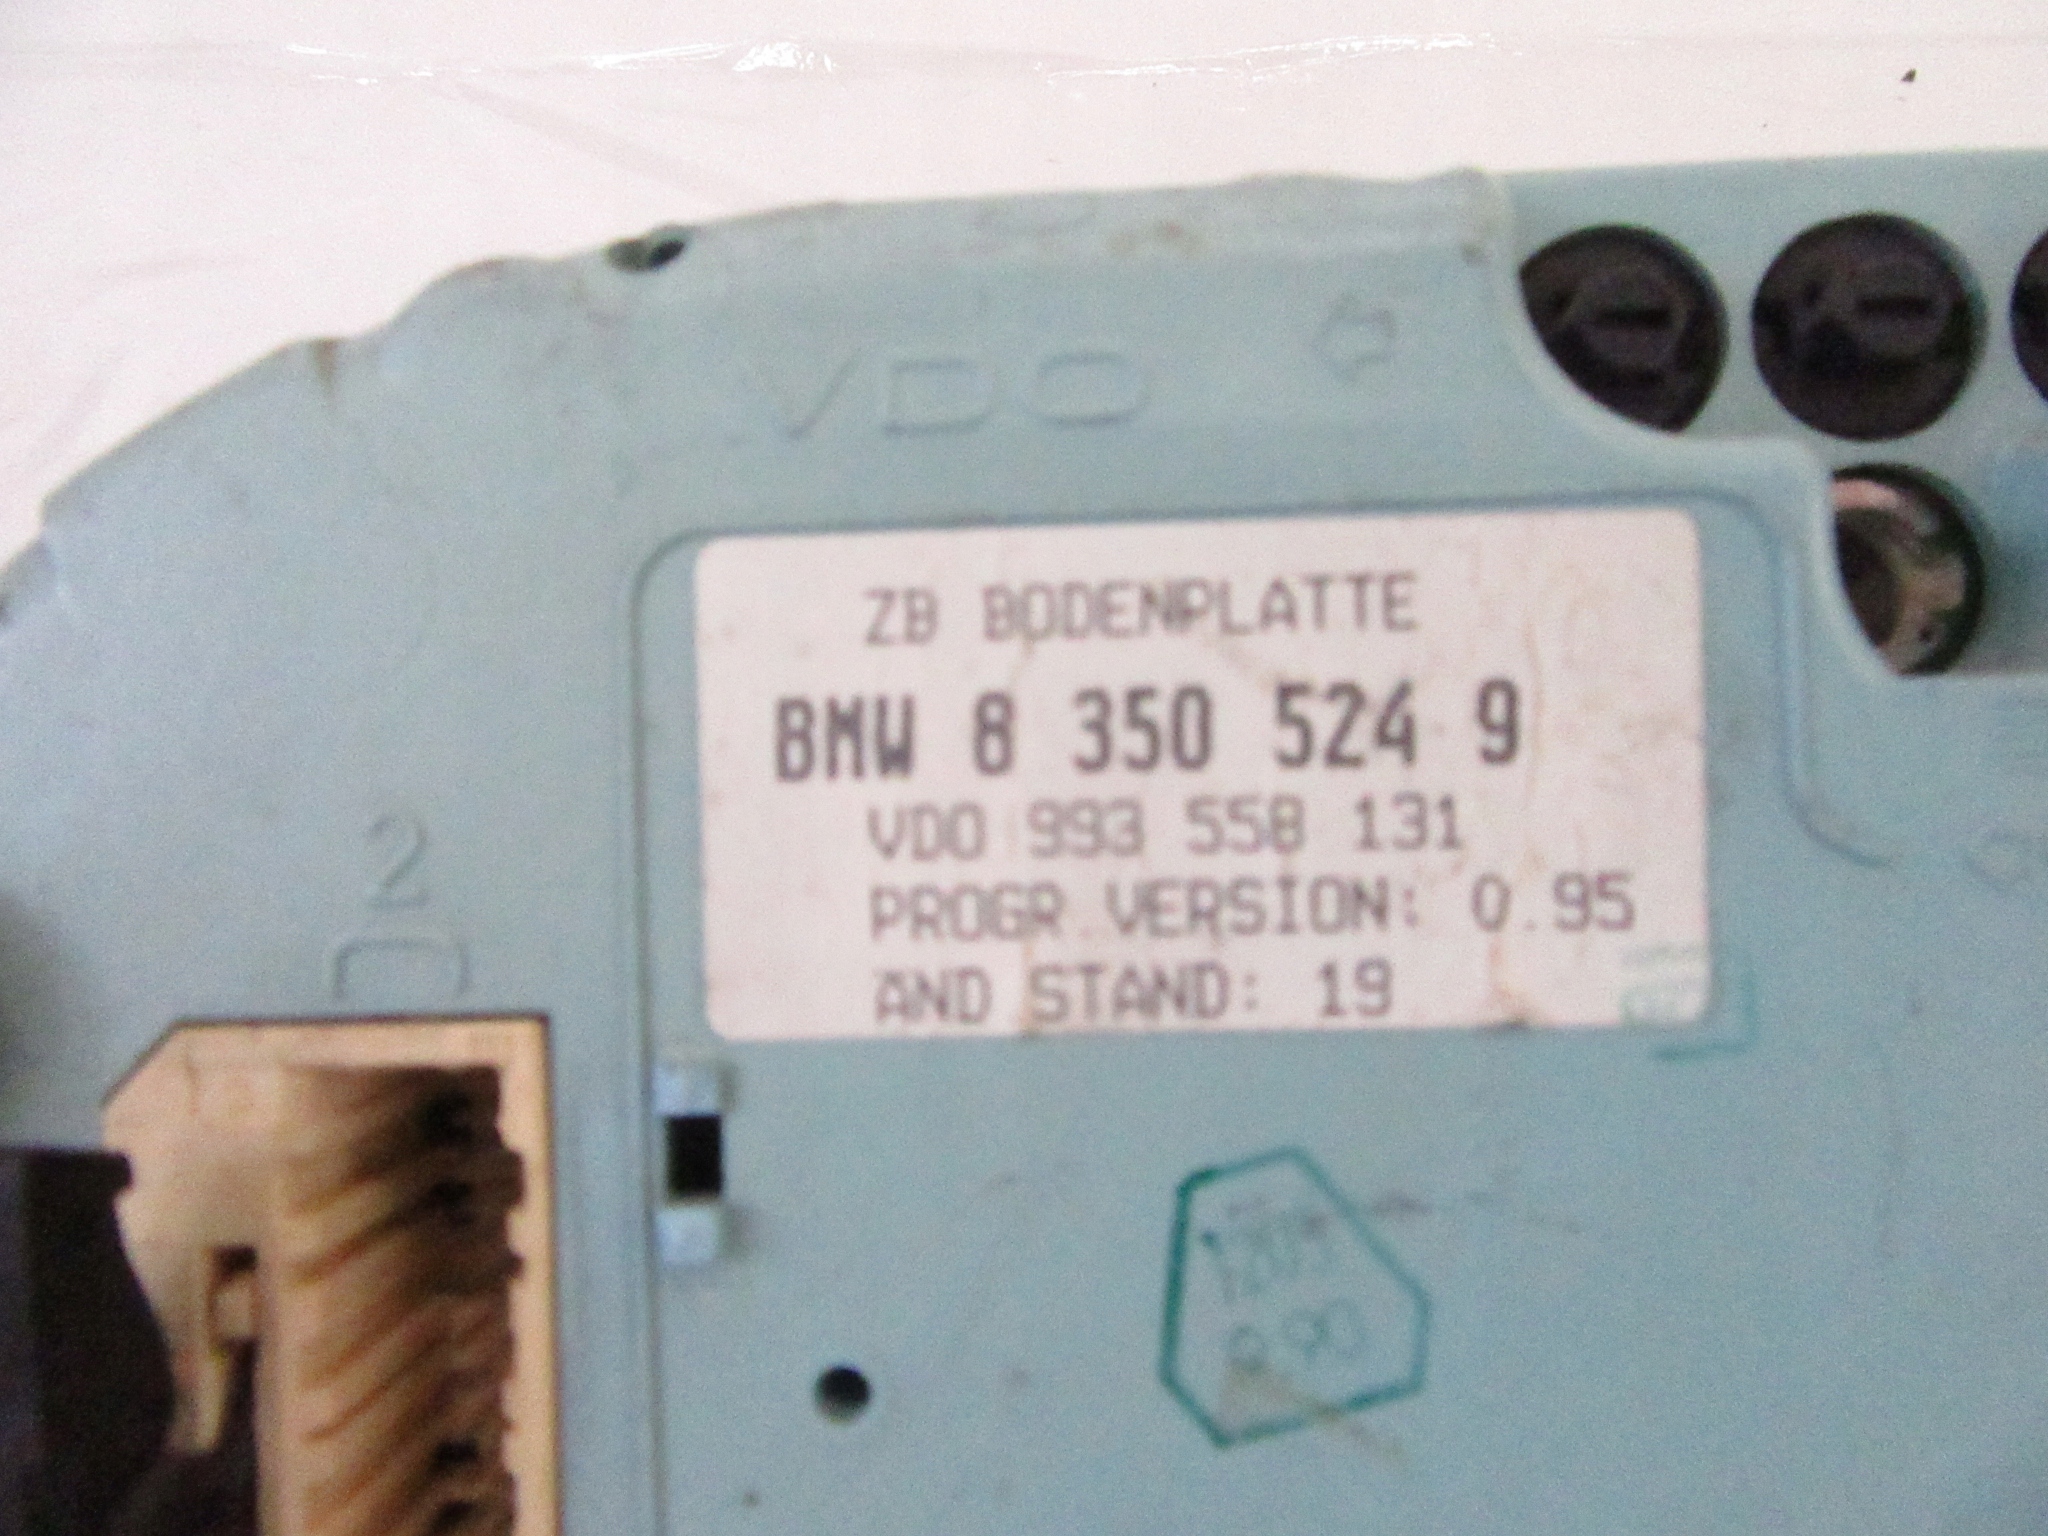 VDO
ZB BODENPLATTE
BMW 8 350 524 9
VDO 993 558 131
PROGR.VERSION: 0.95
AND STAND: 19
2